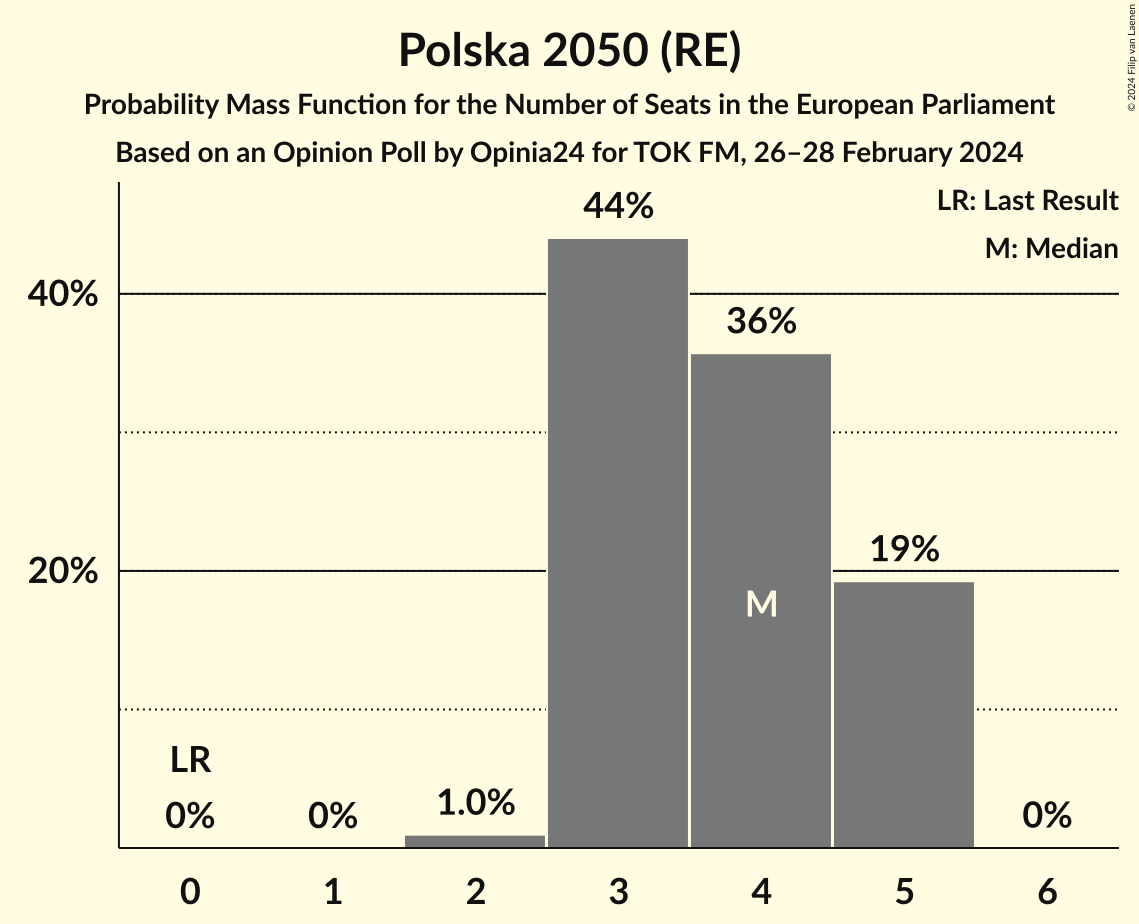 Polska 2050 (RE)
Probability Mass Function for the Number of Seats in the European Parliament
Based on an Opinion Poll by Opinia24 for TOK FM, 26–28 February 2024
© 2024 Filip van Laenen
LR: Last Result
M: Median
44%
40%
36%
20%
19%
M
LR
0%
0%
1.0%
0%
0
1
2
3
4
5
6